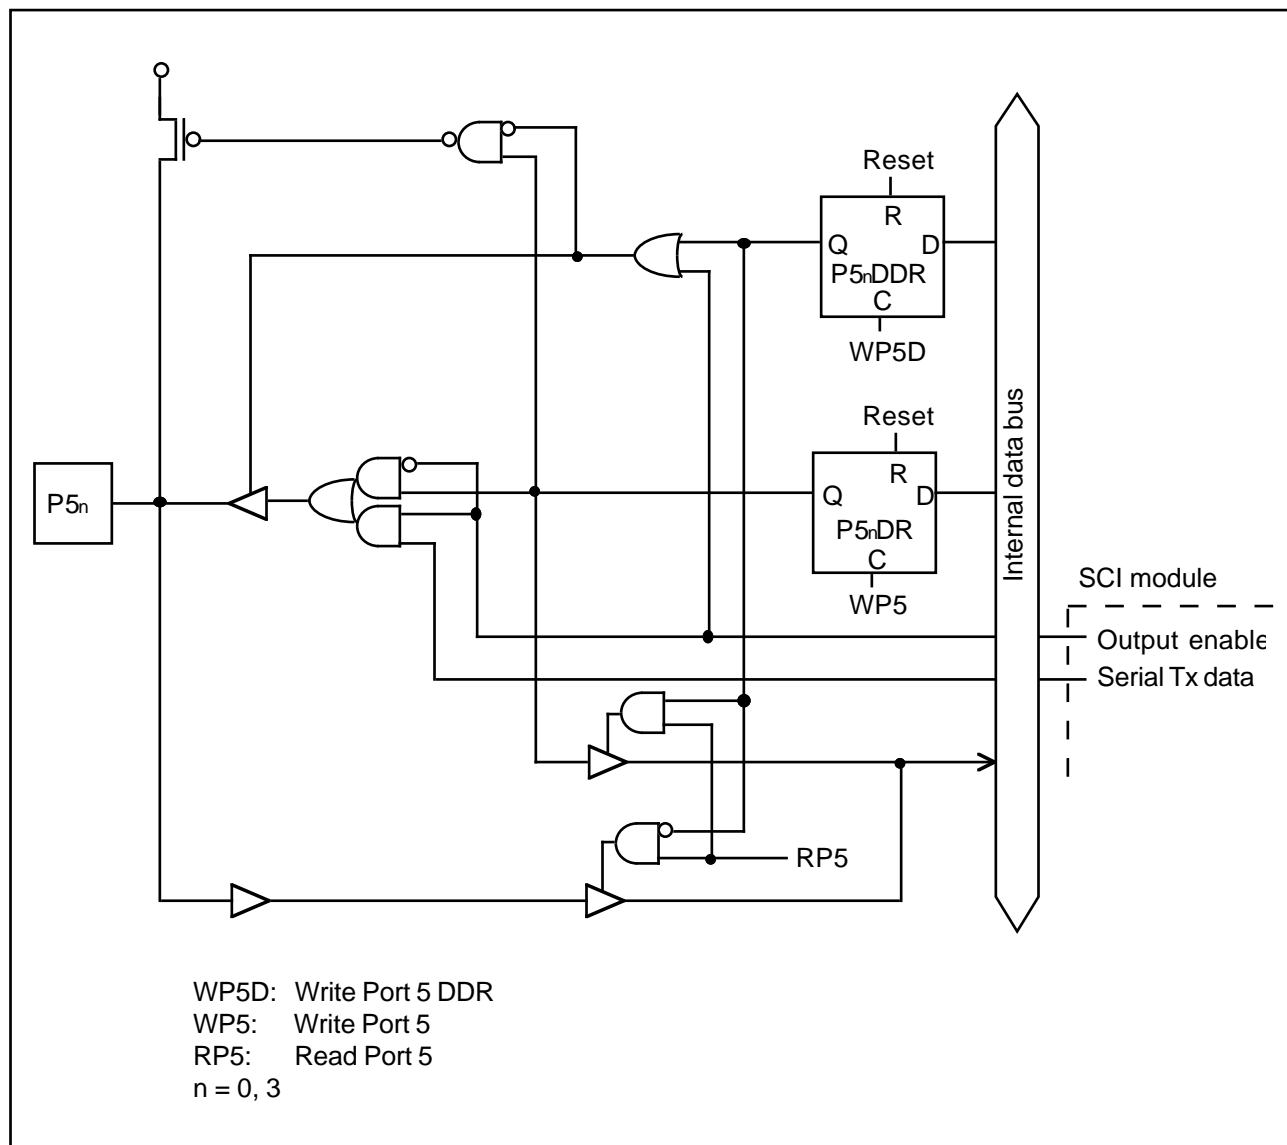 Reset
R
Q D
P5nDDR
C
WP5D
Reset
R
Q D
P5nDR
C
WP5
P5n
Internal data bus
SCI module
Output enable
Serial Tx data
RP5
WP5D: Write Port 5 DDR
WP5: Write Port 5
RP5: Read Port 5
n = 0, 3